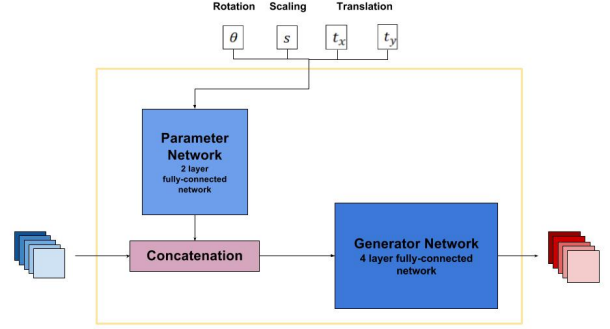 Rotation Scaling Translation
θ s t_x t_y
Parameter
Network
2 layer
fully-connected
network
Concatenation
Generator Network
4 layer fully-connected
network